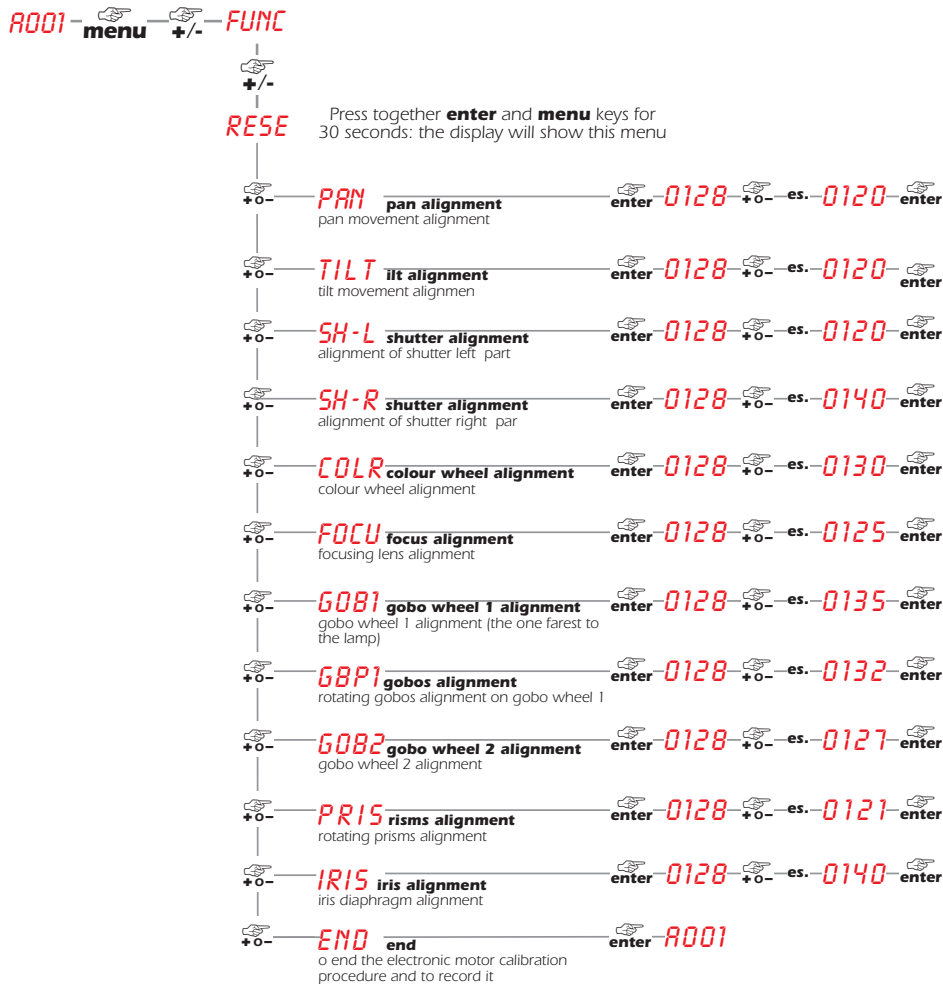 A001 menu +/- FUNC
+/-
RESE
Press together enter and menu keys for
30 seconds: the display will show this menu
+ o - PAN pan alignment enter 0128 + o - es. 0120 enter
pan movement alignment
+ o - TILT ilt alignment enter 0128 + o - es. 0120 enter
tilt movement alignmen
+ o - SH-L shutter alignment enter 0128 + o - es. 0120 enter
alignment of shutter left part
+ o - SH-R shutter alignment enter 0128 + o - es. 0140 enter
alignment of shutter right par
+ o - COLR colour wheel alignment enter 0128 + o - es. 0130 enter
colour wheel alignment
+ o - FOCU focus alignment enter 0128 + o - es. 0125 enter
focusing lens alignment
+ o - GOB1 gobo wheel 1 alignment enter 0128 + o - es. 0135 enter
gobo wheel 1 alignment (the one farest to
the lamp)
+ o - GBP1 gobos alignment enter 0128 + o - es. 0132 enter
rotating gobos alignment on gobo wheel 1
+ o - GOB2 gobo wheel 2 alignment enter 0128 + o - es. 0127 enter
gobo wheel 2 alignment
+ o - PRIS risms alignment enter 0128 + o - es. 0121 enter
rotating prisms alignment
+ o - IRIS iris alignment enter 0128 + o - es. 0140 enter
iris diaphragm alignment
+ o - END end enter A001
o end the electronic motor calibration
procedure and to record it